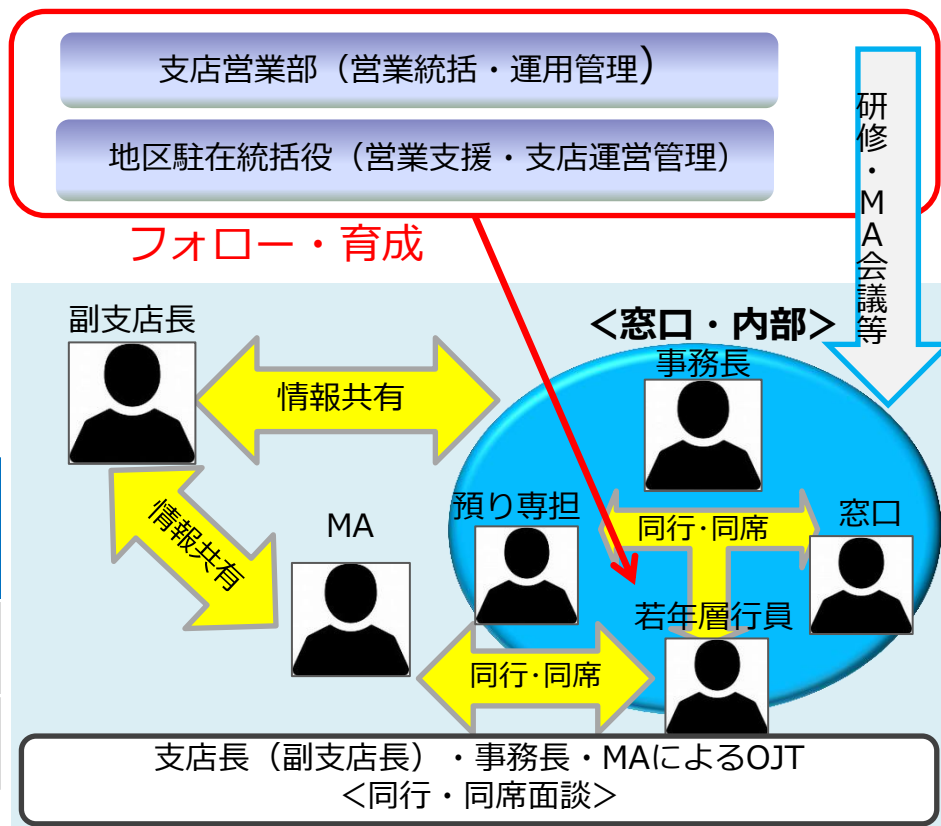 支店営業部（営業統括・運用管理）
地区駐在統括役（営業支援・支店運営管理）
研修・MA会議等
フォロー・育成
副支店長
＜窓口・内部＞
事務長
情報共有
情報共有
MA
預り専担
同行･同席
窓口
若年層行員
同行･同席
支店長（副支店長）・事務長・MAによるOJT
＜同行・同席面談＞